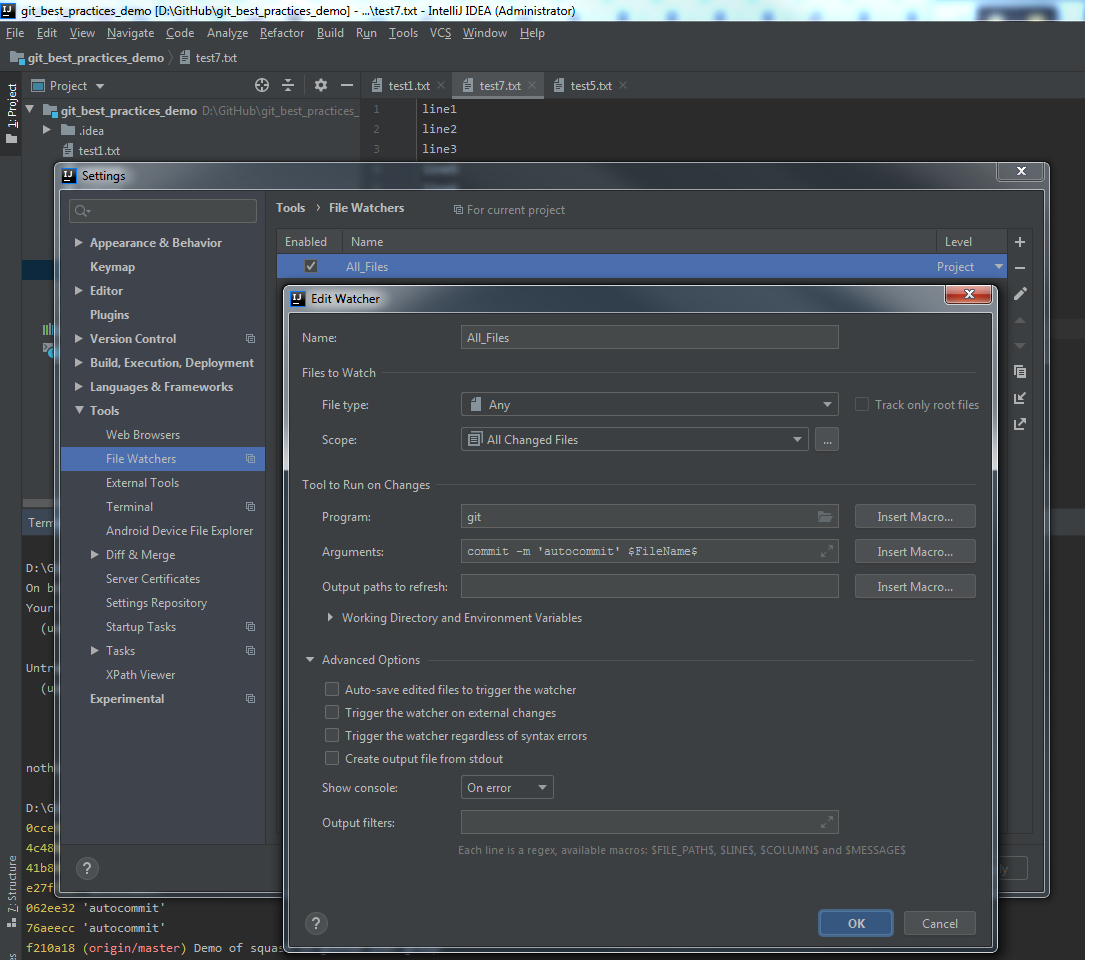 git_best_practices_demo [D:\GitHub\git_best_practices_demo] - ...\test7.txt - IntelliJ IDEA (Administrator)
File Edit View Navigate Code Analyze Refactor Build Run Tools VCS Window Help
git_best_practices_demo test7.txt
1: Project
Project
test1.txt test7.txt test5.txt
git_best_practices_demo D:\GitHub\git_best_practices_
.idea
test1.txt
1 line1
2 line2
3 line3
Settings
Appearance & Behavior
Keymap
Editor
Plugins
Version Control
Build, Execution, Deployment
Languages & Frameworks
Tools
Web Browsers
File Watchers
External Tools
Terminal
Android Device File Explorer
Diff & Merge
Server Certificates
Settings Repository
Startup Tasks
Tasks
XPath Viewer
Experimental
?
Tools › File Watchers For current project
Enabled Name Level
All_Files Project
Edit Watcher
Name: All_Files
Files to Watch
File type: Any Track only root files
Scope: All Changed Files ...
Tool to Run on Changes
Program: git Insert Macro...
Arguments: commit -m 'autocommit' $FileName$ Insert Macro...
Output paths to refresh: Insert Macro...
Working Directory and Environment Variables
Advanced Options
Auto-save edited files to trigger the watcher
Trigger the watcher on external changes
Trigger the watcher regardless of syntax errors
Create output file from stdout
Show console: On error
Output filters:
Each line is a regex, available macros: $FILE_PATH$, $LINE$, $COLUMN$ and $MESSAGE$
? OK Cancel
Term
D:\G
On b
Your
(u
Untr
(u
noth
D:\G
0cce
4c48
41b8
e27f
062ee32 'autocommit'
76aeecc 'autocommit'
f210a18 (origin/master) Demo of squas
7: Structure